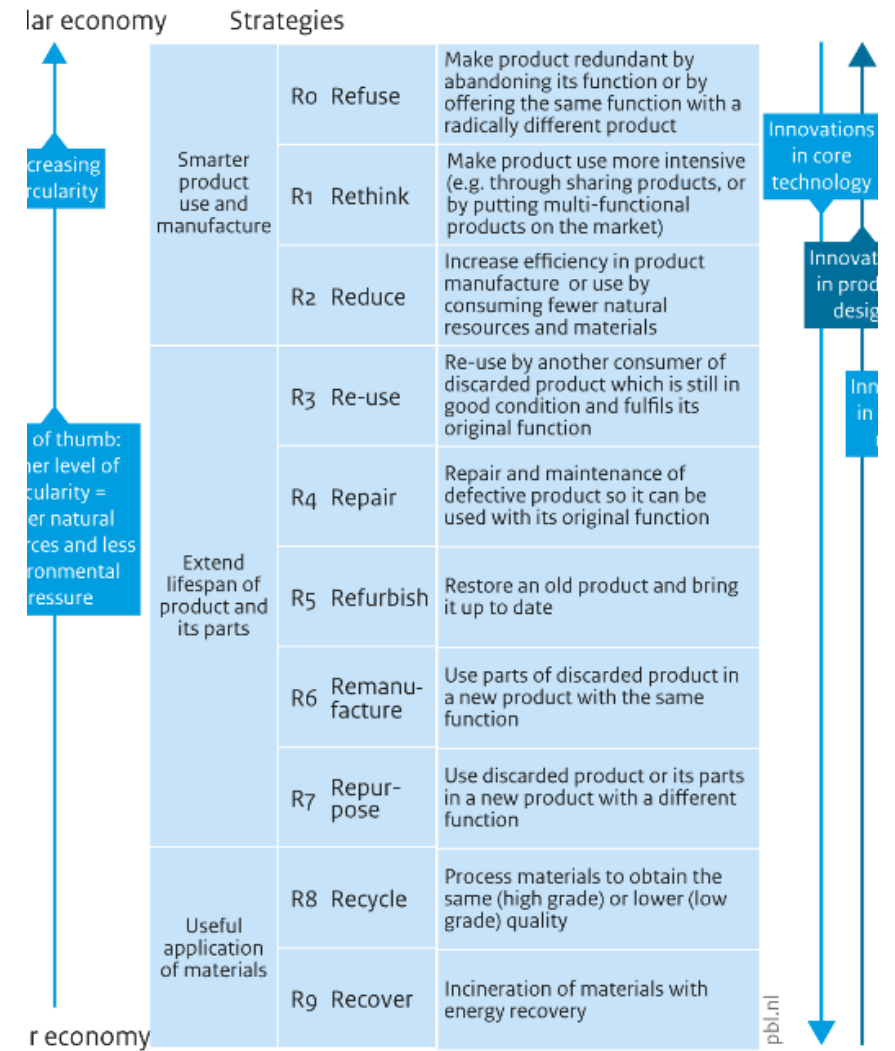 lar economy
Strategies
creasing
rcularity
of thumb:
er level of
cularity =
er natural
rces and less
ronmental
ressure
r economy
Smarter
product
use and
manufacture
R0 Refuse
Make product redundant by
abandoning its function or by
offering the same function with a
radically different product
R1 Rethink
Make product use more intensive
(e.g. through sharing products, or
by putting multi-functional
products on the market)
R2 Reduce
Increase efficiency in product
manufacture or use by
consuming fewer natural
resources and materials
Extend
lifespan of
product and
its parts
R3 Re-use
Re-use by another consumer of
discarded product which is still in
good condition and fulfils its
original function
R4 Repair
Repair and maintenance of
defective product so it can be
used with its original function
R5 Refurbish
Restore an old product and bring
it up to date
R6 Remanu-
facture
Use parts of discarded product in
a new product with the same
function
R7 Repur-
pose
Use discarded product or its parts
in a new product with a different
function
Useful
application
of materials
R8 Recycle
Process materials to obtain the
same (high grade) or lower (low
grade) quality
R9 Recover
Incineration of materials with
energy recovery
Innovations
in core
technology
Innovat
in prod
desig
Inn
in
pbl.nl